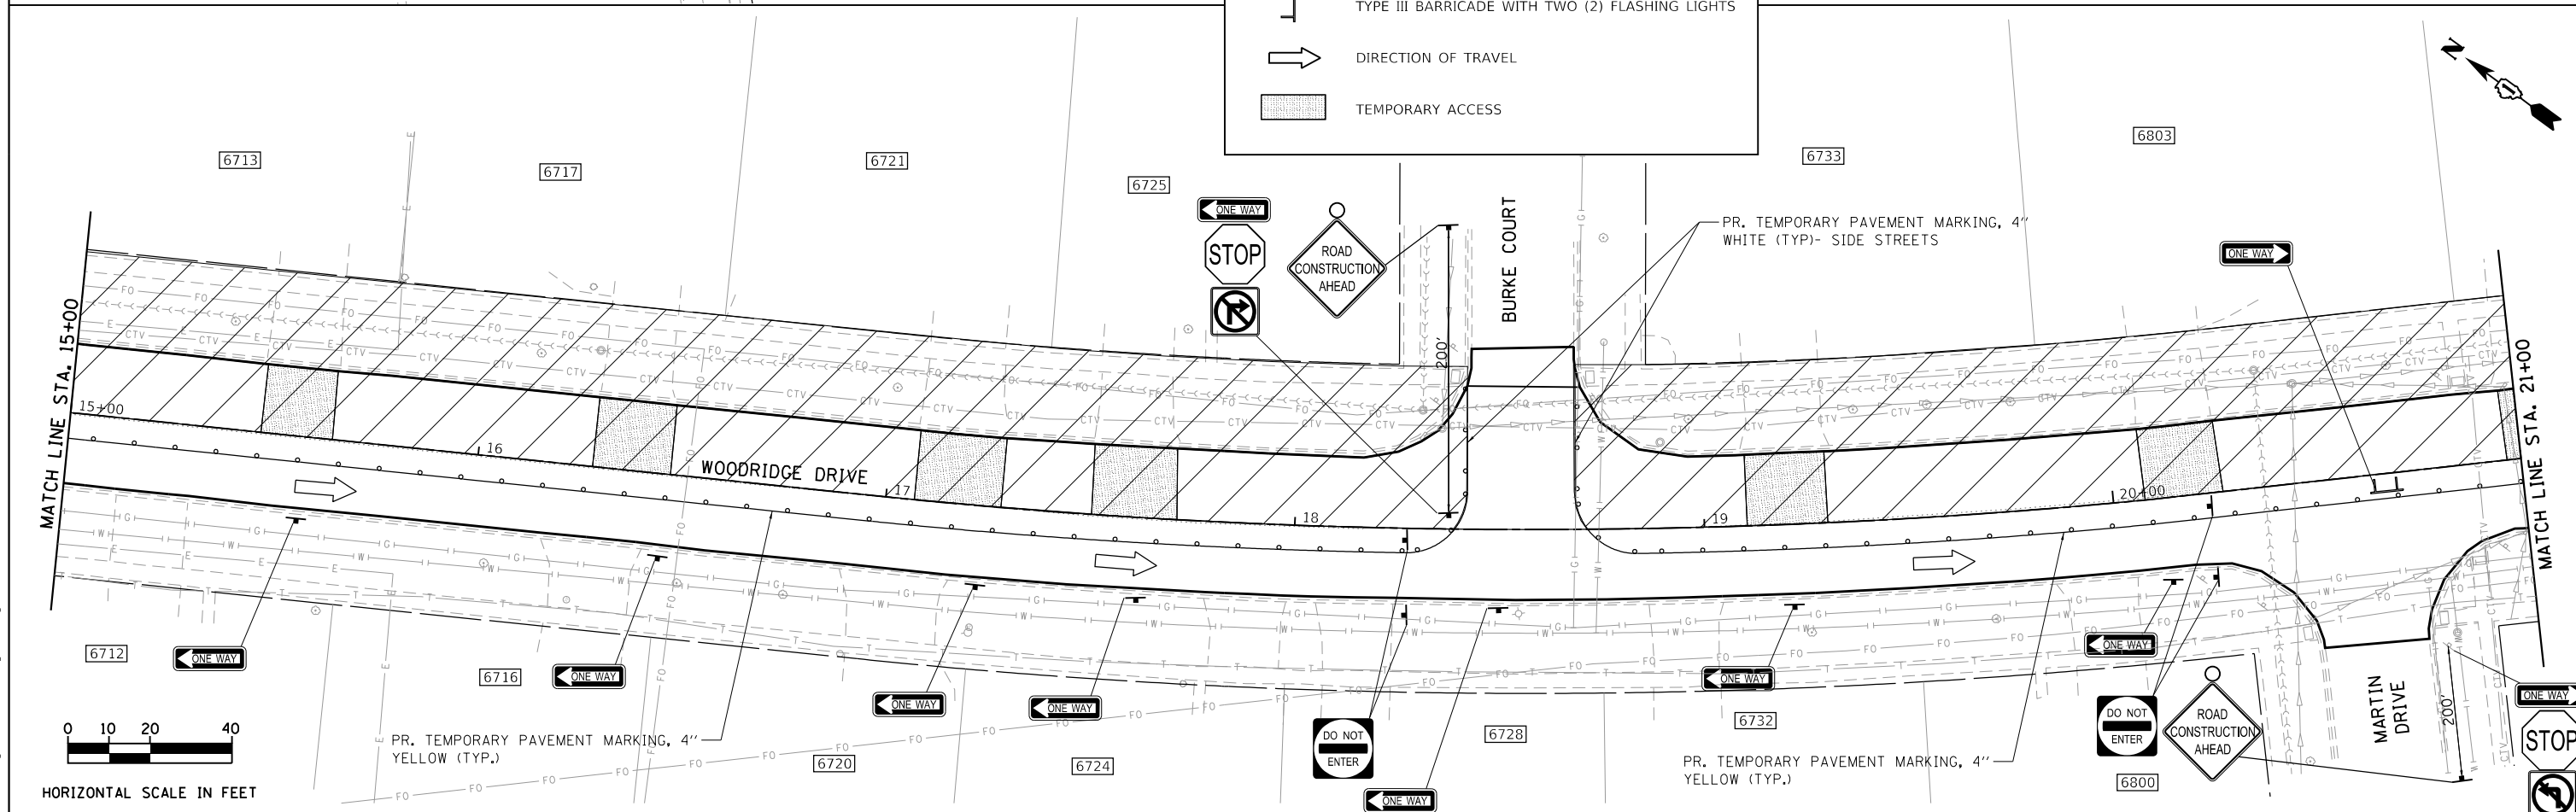 TYPE III BARRICADE WITH TWO (2) FLASHING LIGHTS
DIRECTION OF TRAVEL
TEMPORARY ACCESS
N
6713
6717
6721
6725
6733
6803
ONE WAY
STOP
ROAD
CONSTRUCTION
AHEAD
200'
BURKE COURT
PR. TEMPORARY PAVEMENT MARKING, 4"
WHITE (TYP)- SIDE STREETS
ONE WAY
MATCH LINE STA. 15+00
15+00
16
WOODRIDGE DRIVE
17
18
19
20+00
MATCH LINE STA. 21+00
6712
ONE WAY
6716
ONE WAY
ONE WAY
ONE WAY
DO NOT
ENTER
ONE WAY
ONE WAY
6728
6732
ONE WAY
DO NOT
ENTER
ROAD
CONSTRUCTION
AHEAD
MARTIN
DRIVE
200'
ONE WAY
STOP
PR. TEMPORARY PAVEMENT MARKING, 4"
YELLOW (TYP.)
6720
6724
PR. TEMPORARY PAVEMENT MARKING, 4"
YELLOW (TYP.)
6800
0 10 20 40
HORIZONTAL SCALE IN FEET